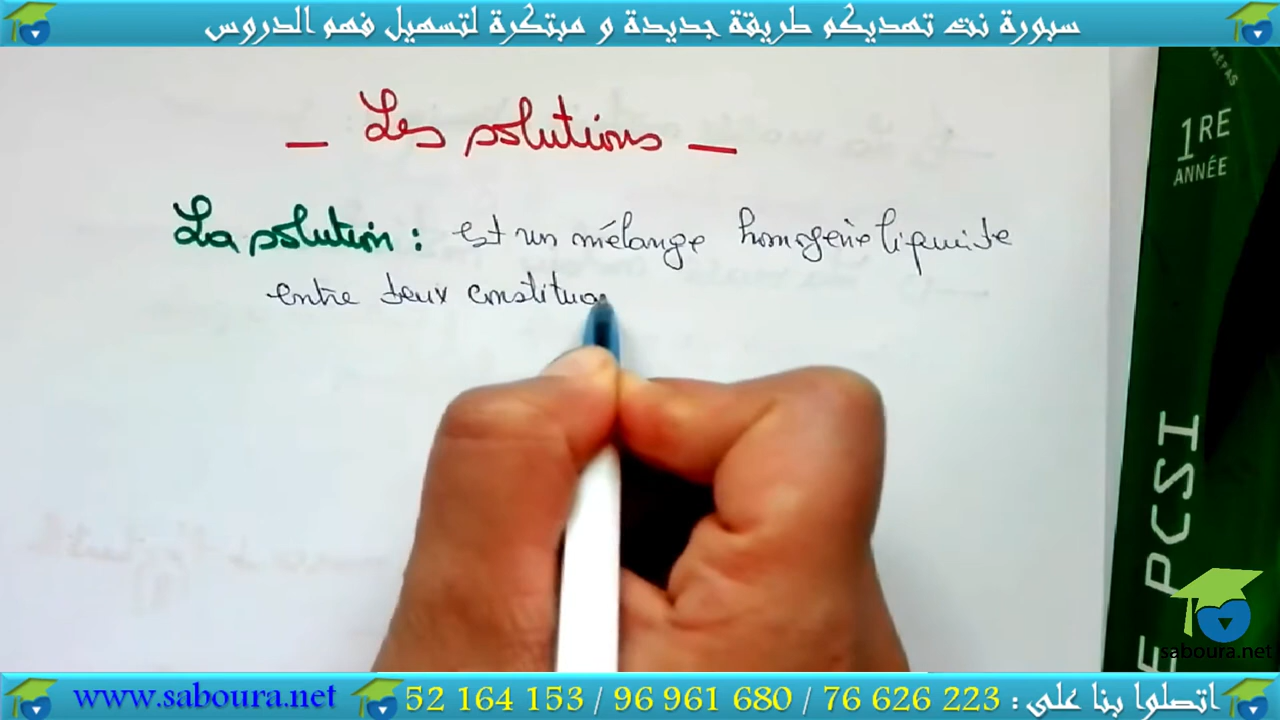 سبورة نت تهديكم طريقة جديدة و مبتكرة لتسهيل فهم الدروس
— Les solutions —
La solution : est un mélange homogène liquide
entre deux constitua
PRÉPAS
1RE
ANNÉE
PCSI
saboura.net
www.saboura.net
52 164 153 / 96 961 680 / 76 626 223 : اتصلوا بنا على